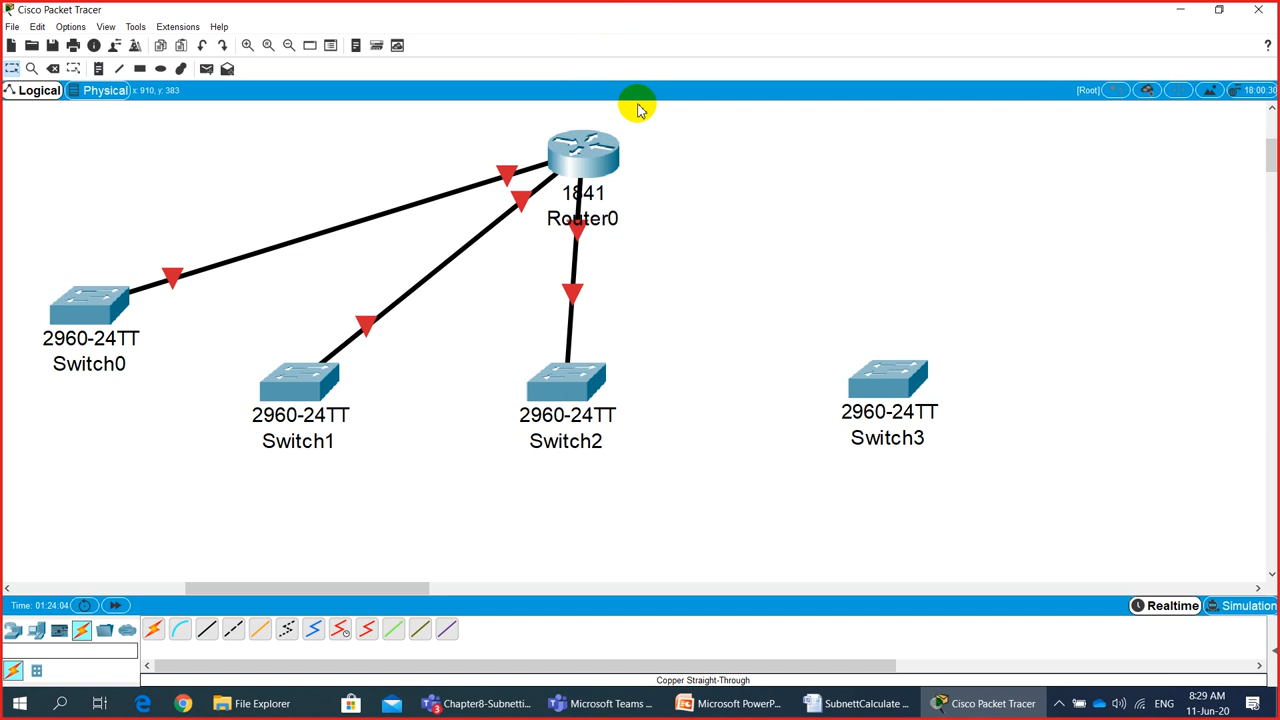 Cisco Packet Tracer
File Edit Options View Tools Extensions Help
?
Logical Physical x: 910, y: 383 [Root] 18:00:30
1841
Router0
2960-24TT
Switch0
2960-24TT
Switch1
2960-24TT
Switch2
2960-24TT
Switch3
Time: 01:24:04 Realtime Simulation
Copper Straight-Through
File Explorer Chapter8-Subnetti... Microsoft Teams ... Microsoft PowerP... SubnettCalculate ... Cisco Packet Tracer ENG
3
8:29 AM
11-Jun-20